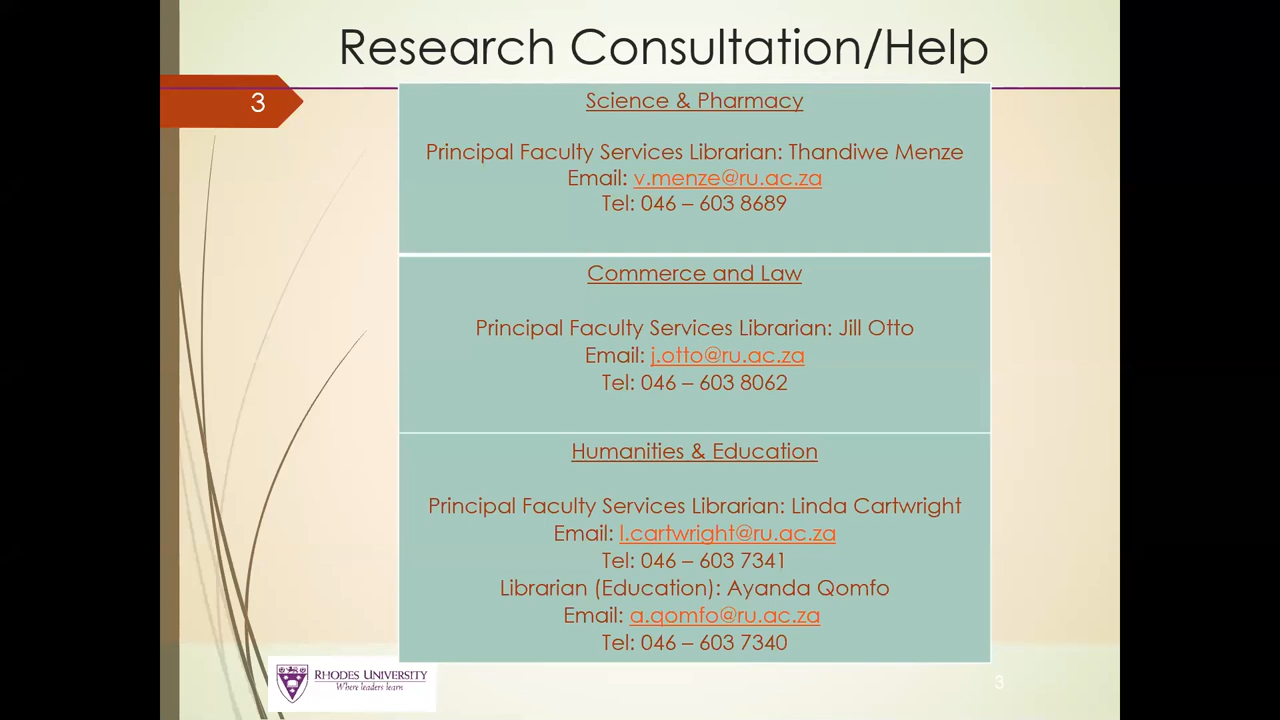 Research Consultation/Help
3
Science & Pharmacy
Principal Faculty Services Librarian: Thandiwe Menze
Email: v.menze@ru.ac.za
Tel: 046 – 603 8689
Commerce and Law
Principal Faculty Services Librarian: Jill Otto
Email: j.otto@ru.ac.za
Tel: 046 – 603 8062
Humanities & Education
Principal Faculty Services Librarian: Linda Cartwright
Email: l.cartwright@ru.ac.za
Tel: 046 – 603 7341
Librarian (Education): Ayanda Qomfo
Email: a.qomfo@ru.ac.za
Tel: 046 – 603 7340
RHODES UNIVERSITY
Where leaders learn
3